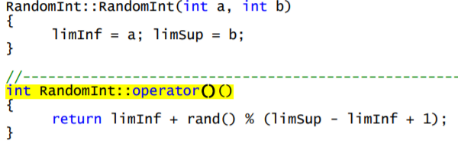 RandomInt::RandomInt(int a, int b)
{
limInf = a; limSup = b;
}
//------------------------------------------------
int RandomInt::operator()()
{
return limInf + rand() % (limSup - limInf + 1);
}